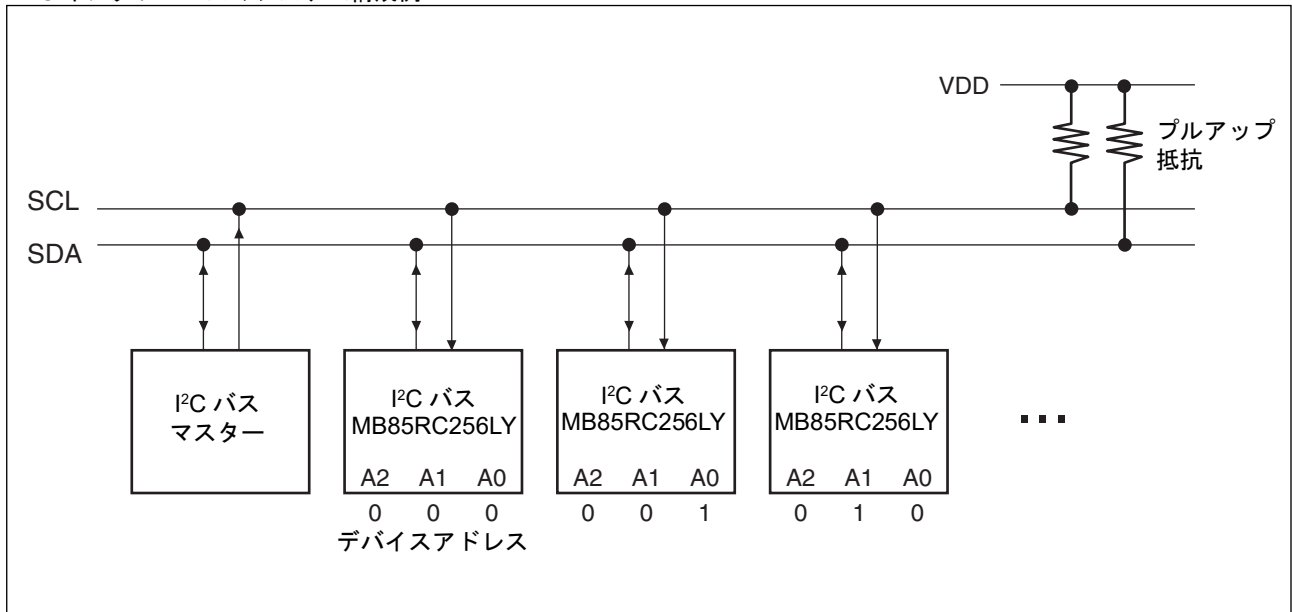 VDD
プルアップ
抵抗
SCL
SDA
I²C バス
マスター
I²C バス
MB85RC256LY
A2 A1 A0
0 0 0
デバイスアドレス
I²C バス
MB85RC256LY
A2 A1 A0
0 0 1
I²C バス
MB85RC256LY
A2 A1 A0
0 1 0
...